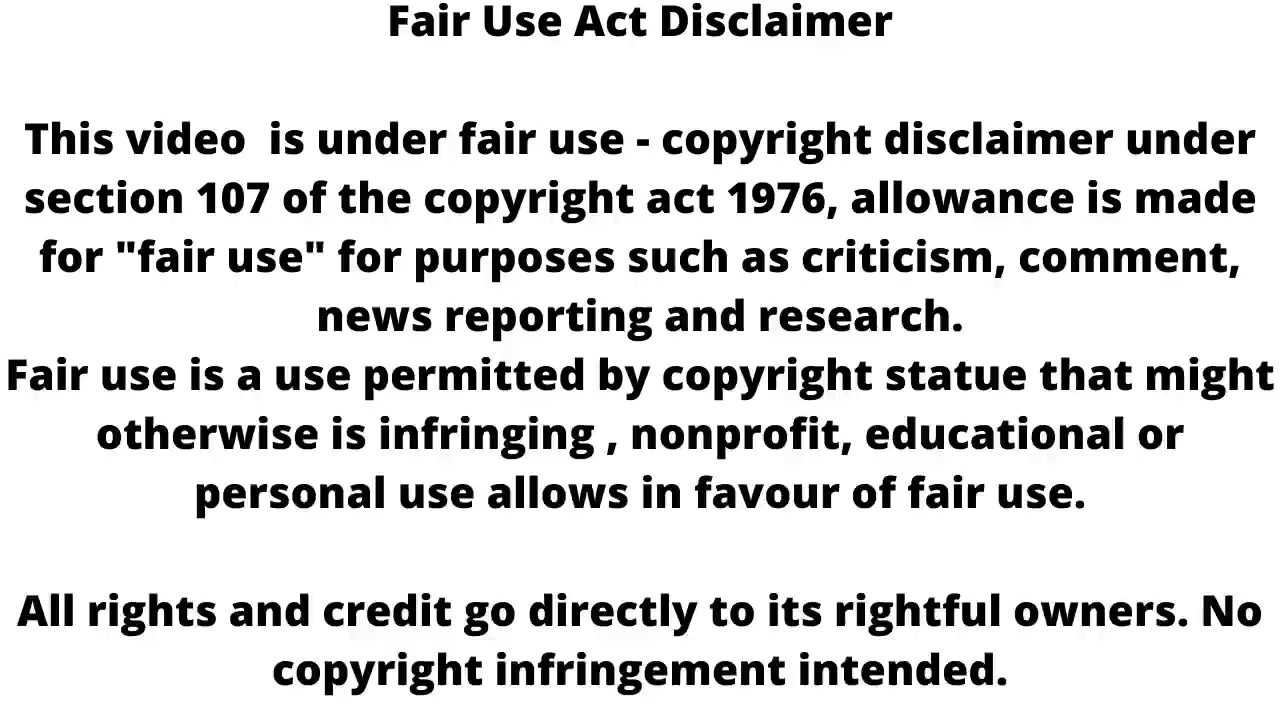 Fair Use Act Disclaimer
This video  is under fair use - copyright disclaimer under
section 107 of the copyright act 1976, allowance is made
for "fair use" for purposes such as criticism, comment,
news reporting and research.
Fair use is a use permitted by copyright statue that might
otherwise is infringing , nonprofit, educational or
personal use allows in favour of fair use.
All rights and credit go directly to its rightful owners. No
copyright infringement intended.